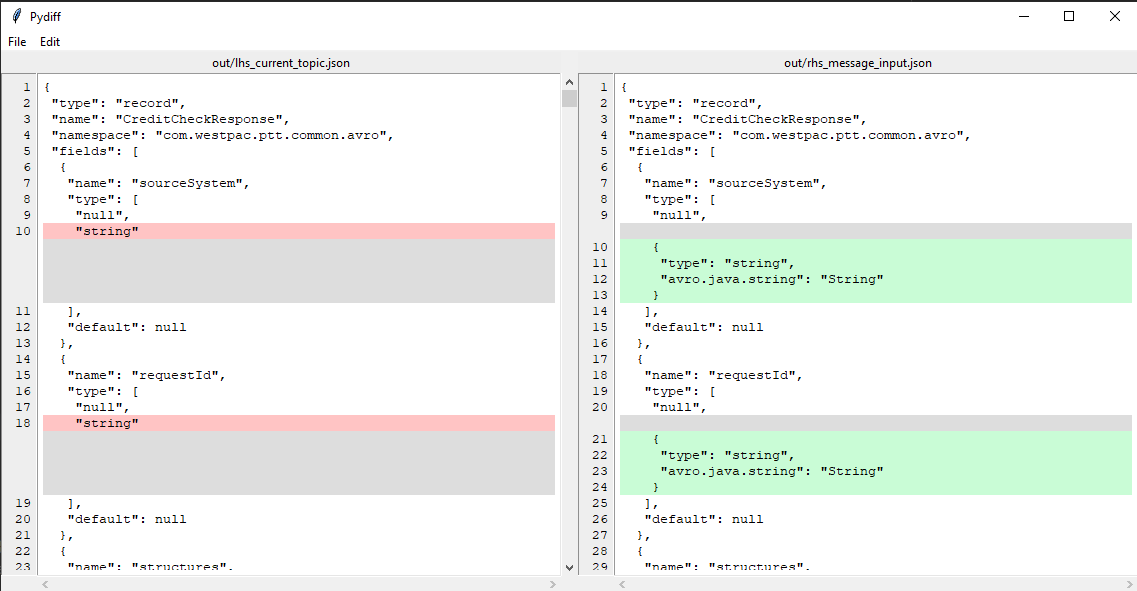 Pydiff
File Edit
out/lhs_current_topic.json
1 {
2 "type": "record",
3 "name": "CreditCheckResponse",
4 "namespace": "com.westpac.ptt.common.avro",
5 "fields": [
6 {
7 "name": "sourceSystem",
8 "type": [
9 "null",
10 "string"
11 ],
12 "default": null
13 },
14 {
15 "name": "requestId",
16 "type": [
17 "null",
18 "string"
19 ],
20 "default": null
21 },
22 {
23 "name": "structures",
out/rhs_message_input.json
1 {
2 "type": "record",
3 "name": "CreditCheckResponse",
4 "namespace": "com.westpac.ptt.common.avro",
5 "fields": [
6 {
7 "name": "sourceSystem",
8 "type": [
9 "null",
10 {
11 "type": "string",
12 "avro.java.string": "String"
13 }
14 ],
15 "default": null
16 },
17 {
18 "name": "requestId",
19 "type": [
20 "null",
21 {
22 "type": "string",
23 "avro.java.string": "String"
24 }
25 ],
26 "default": null
27 },
28 {
29 "name": "structures",